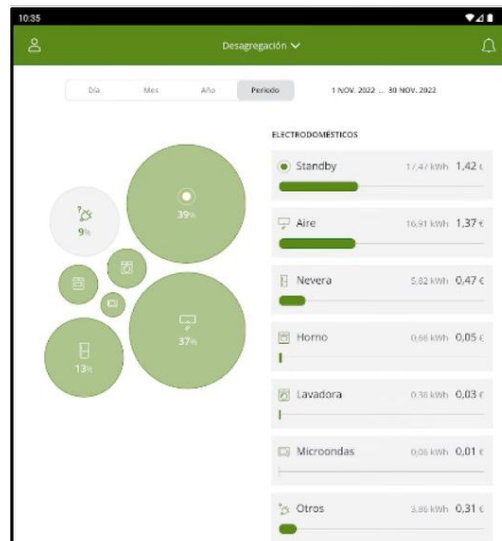 10:35
Desagregación
Día Mes Año Periodo 1 NOV. 2022 ... 30 NOV. 2022
ELECTRODOMÉSTICOS
Standby 17,47 kWh 1,42 €
39%
?
9%
Aire 16,91 kWh 1,37 €
Nevera 5,82 kWh 0,47 €
37%
Horno 0,66 kWh 0,05 €
13%
Lavadora 0,36 kWh 0,03 €
Microondas 0,06 kWh 0,01 €
Otros 3,86 kWh 0,31 €